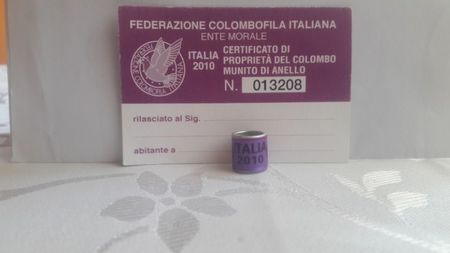 FEDERAZIONE COLOMBOFILA ITALIANA
ENTE MORALE
ITALIA
2010
CERTIFICATO DI
PROPRIETÀ DEL COLOMBO
MUNITO DI ANELLO
N. 013208
rilasciato al Sig.
abitante a
ITALIA
2010